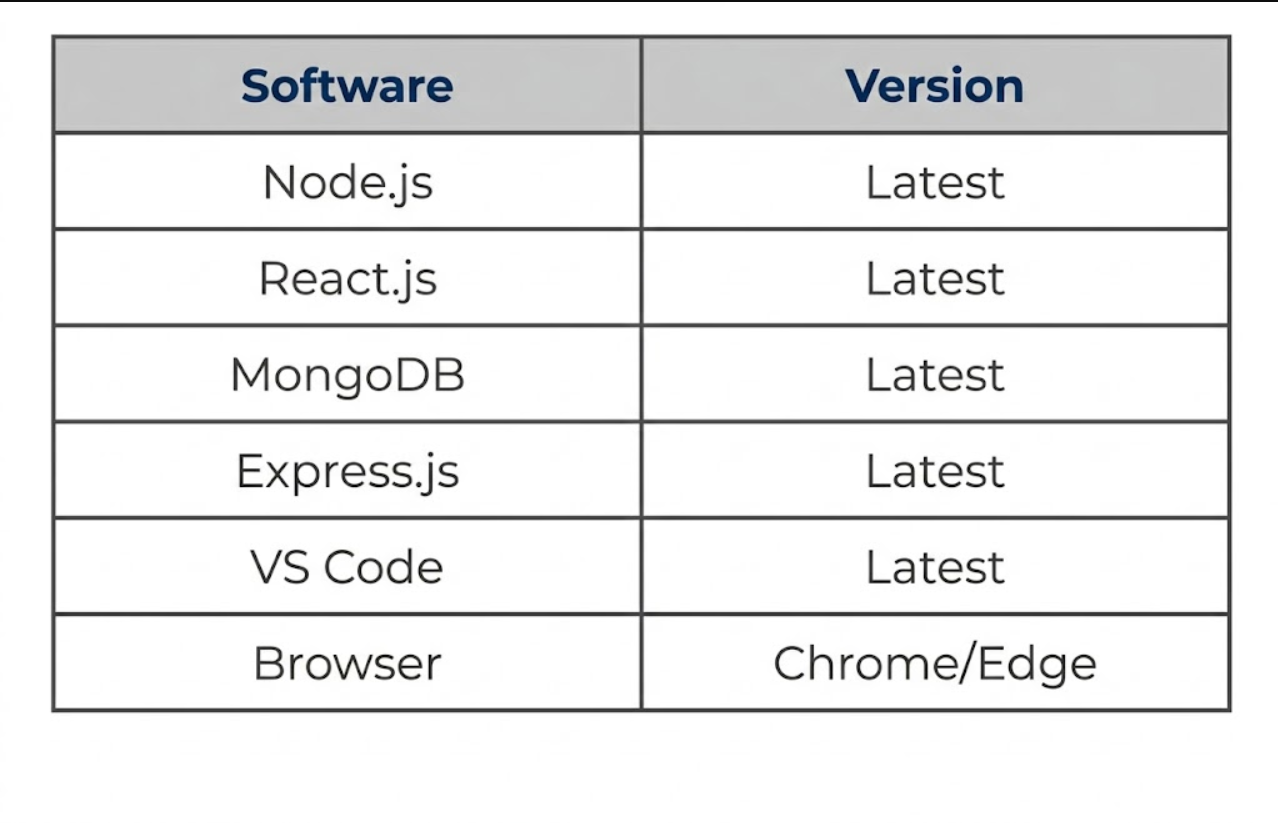 Software Version
Node.js Latest
React.js Latest
MongoDB Latest
Express.js Latest
VS Code Latest
Browser Chrome/Edge